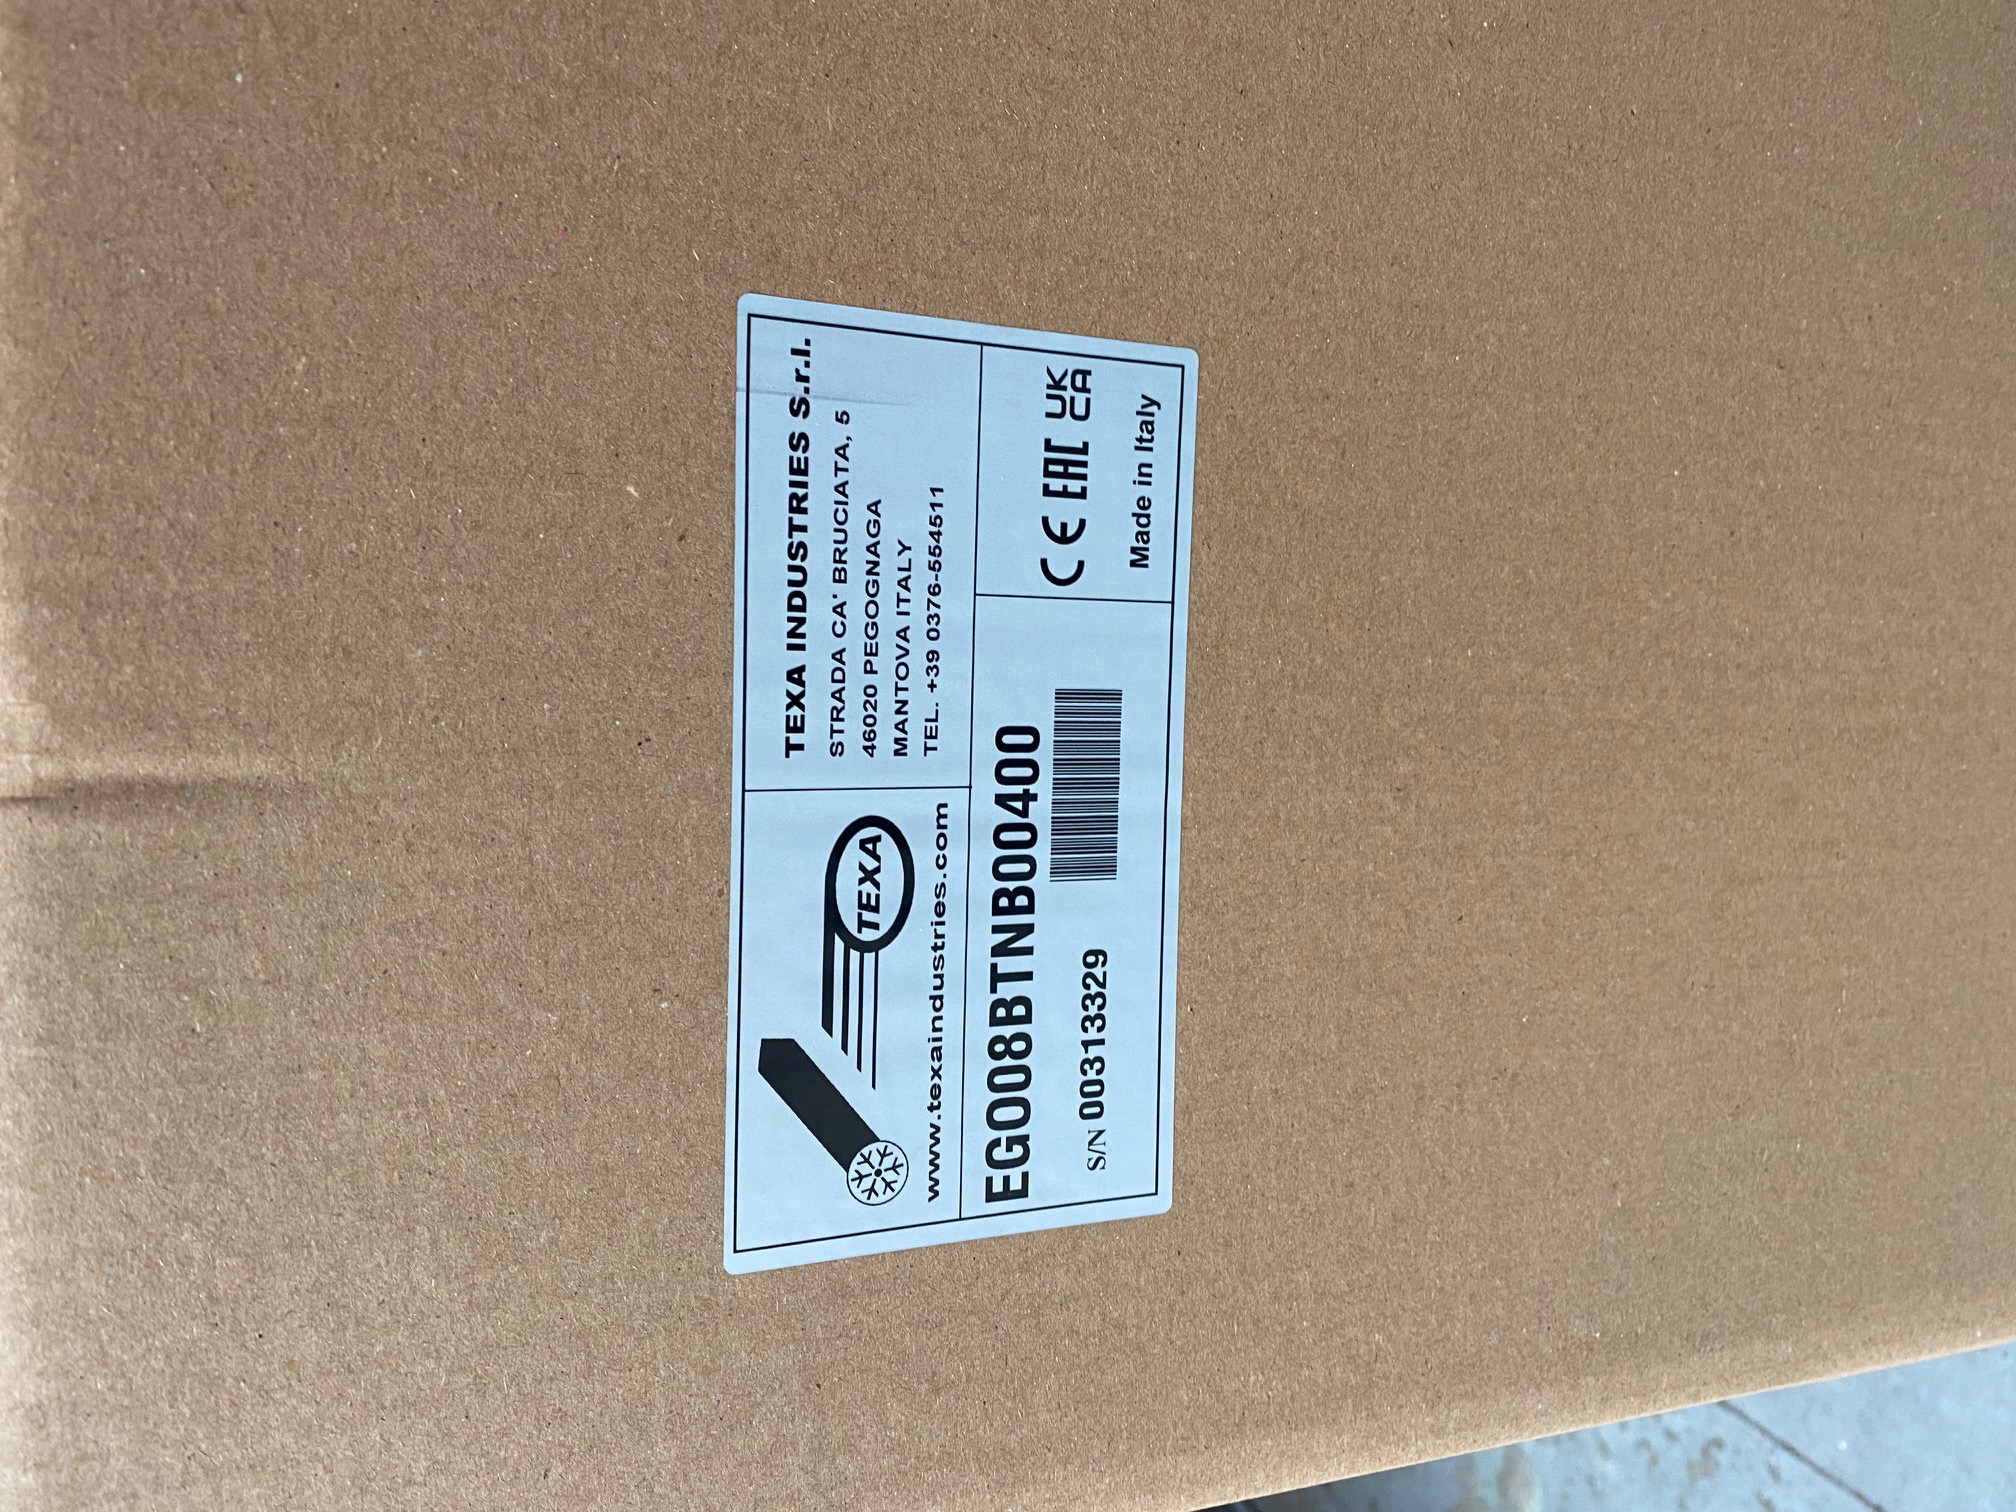 TEXA
www.texaindustries.com
TEXA INDUSTRIES S.r.l.
STRADA CA' BRUCIATA, 5
46020 PEGOGNAGA
MANTOVA ITALY
TEL. +39 0376-554511
EGO08BTNB00400
S/N 00313329
CE EAC UK
CA
Made in Italy